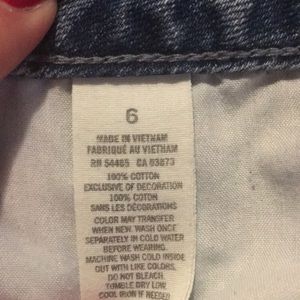 6
MADE IN VIETNAM
FABRIQUÉ AU VIETNAM
RN 54485 CA 03873
100% COTTON
EXCLUSIVE OF DECORATION
100% COTON
SANS LES DÉCORATIONS
COLOR MAY TRANSFER
WHEN NEW. WASH ONCE
SEPARATELY IN COLD WATER
BEFORE WEARING.
MACHINE WASH COLD INSIDE
OUT WITH LIKE COLORS.
DO NOT BLEACH.
TUMBLE DRY LOW.
COOL IRON IF NEEDED